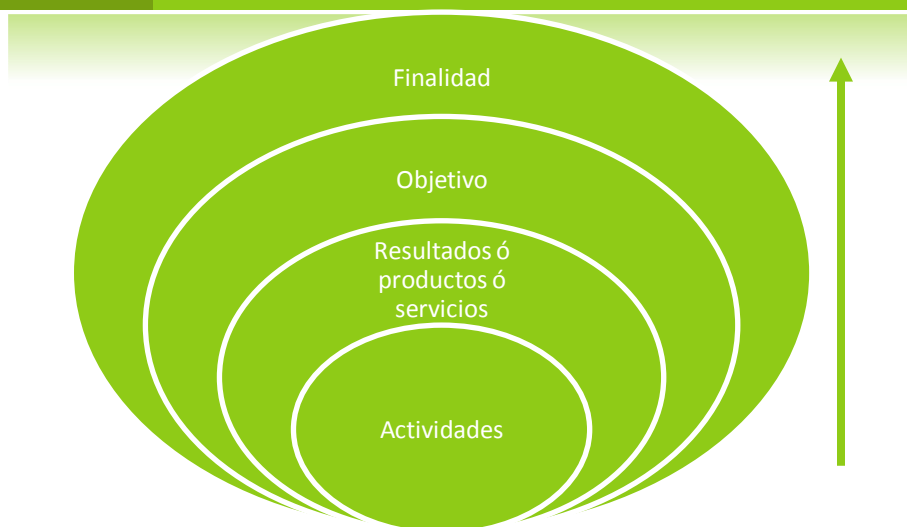 Finalidad
Objetivo
Resultados ó
productos ó
servicios
Actividades